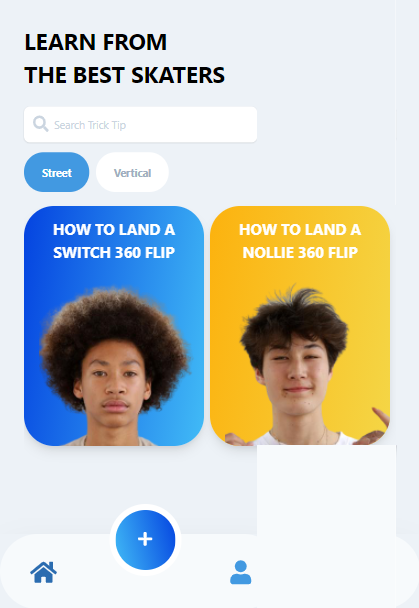 LEARN FROM
THE BEST SKATERS
Search Trick Tip
Street
Vertical
HOW TO LAND A
SWITCH 360 FLIP
HOW TO LAND A
NOLLIE 360 FLIP